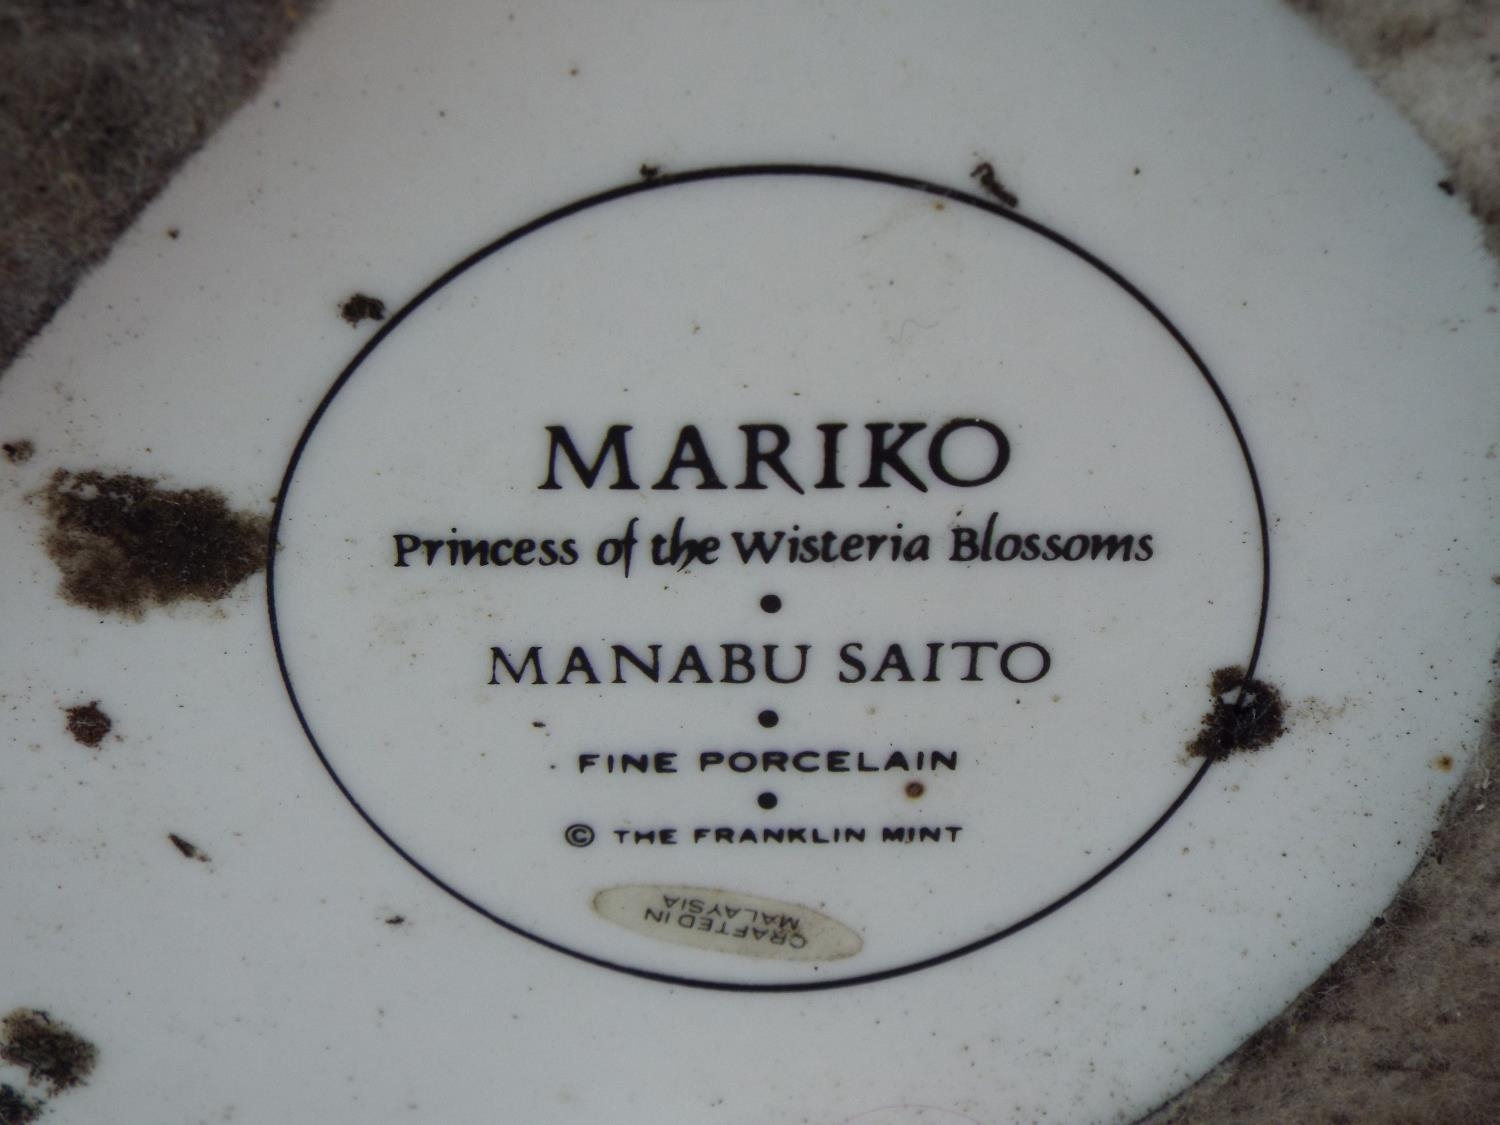 MARIKO
Princess of the Wisteria Blossoms
•
MANABU SAITO
•
FINE PORCELAIN
•
© THE FRANKLIN MINT
CRAFTED IN
MALAYSIA